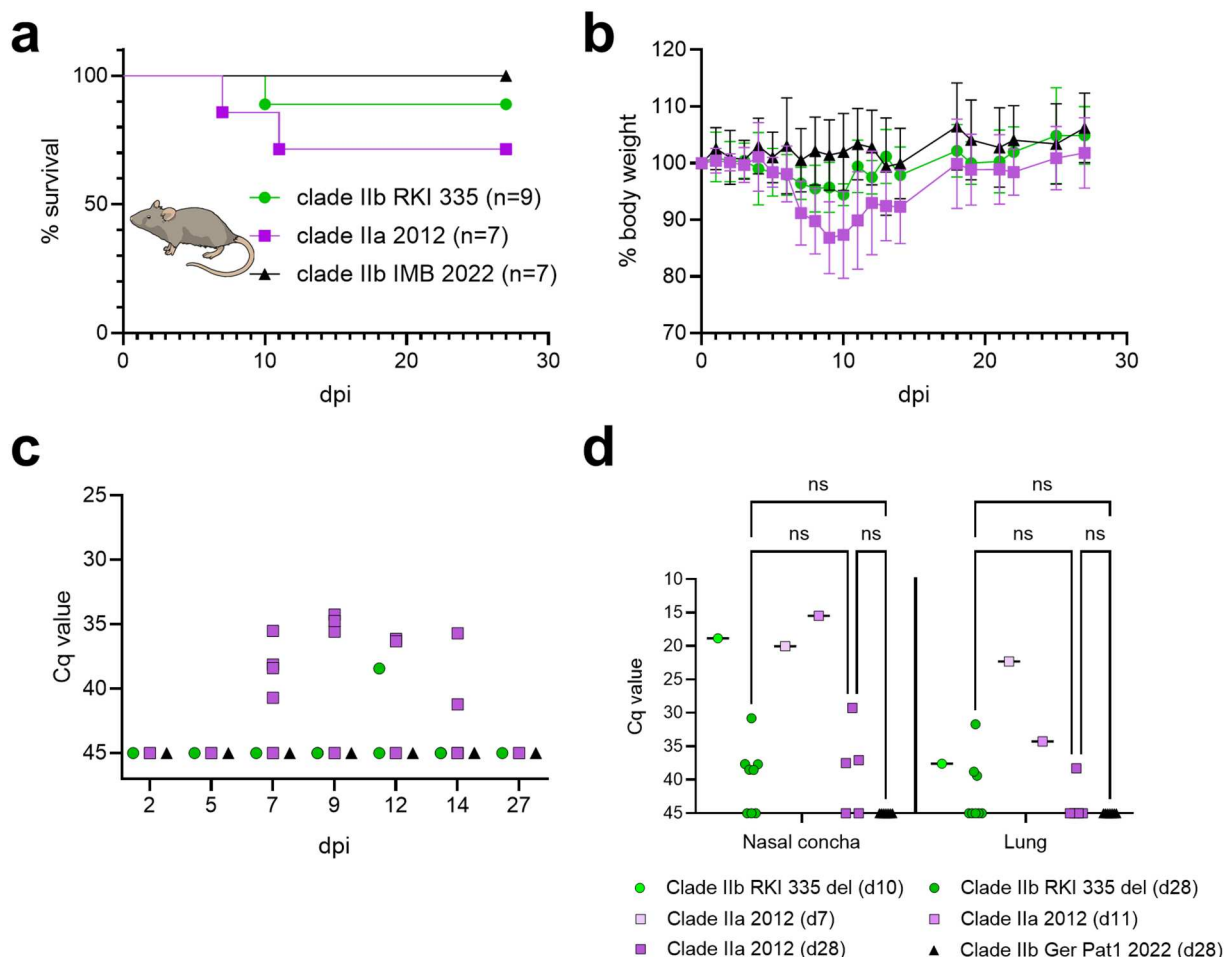 a
100
50
0
% survival
clade IIb RKI 335 (n=9)
clade IIa 2012 (n=7)
clade IIb IMB 2022 (n=7)
0 10 20 30
dpi
b
120
110
100
90
80
70
% body weight
0 10 20 30
dpi
c
25
30
35
40
45
Cq value
2 5 7 9 12 14 27
dpi
d
ns ns
ns ns ns ns
10
15
20
25
30
35
40
45
Cq value
Nasal concha Lung
Clade IIb RKI 335 del (d10) Clade IIb RKI 335 del (d28)
Clade IIa 2012 (d7) Clade IIa 2012 (d11)
Clade IIa 2012 (d28) Clade IIb Ger Pat1 2022 (d28)